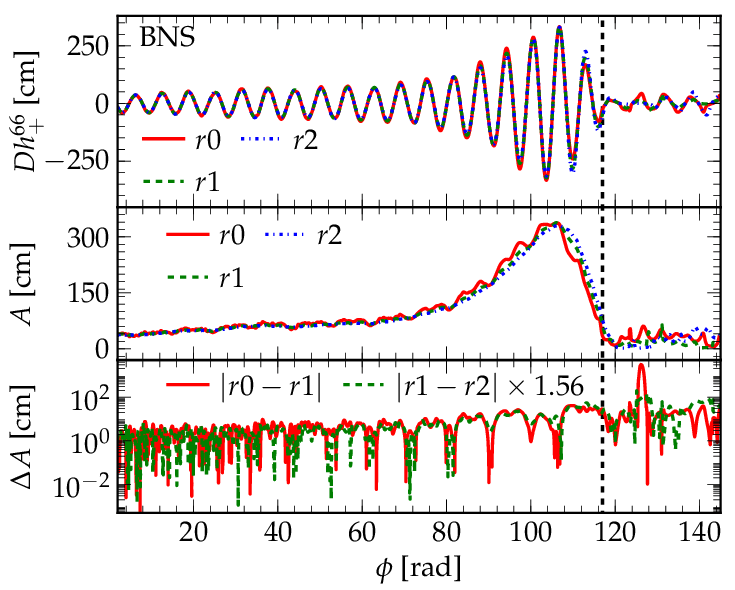 BNS
250
0
−250
Dh₊⁶⁶ [cm]
r0 r2
r1
300
150
0
A [cm]
r0 r2
r1
10²
10⁰
10⁻²
ΔA [cm]
|r0 − r1| |r1 − r2| × 1.56
20 40 60 80 100 120 140
ϕ [rad]